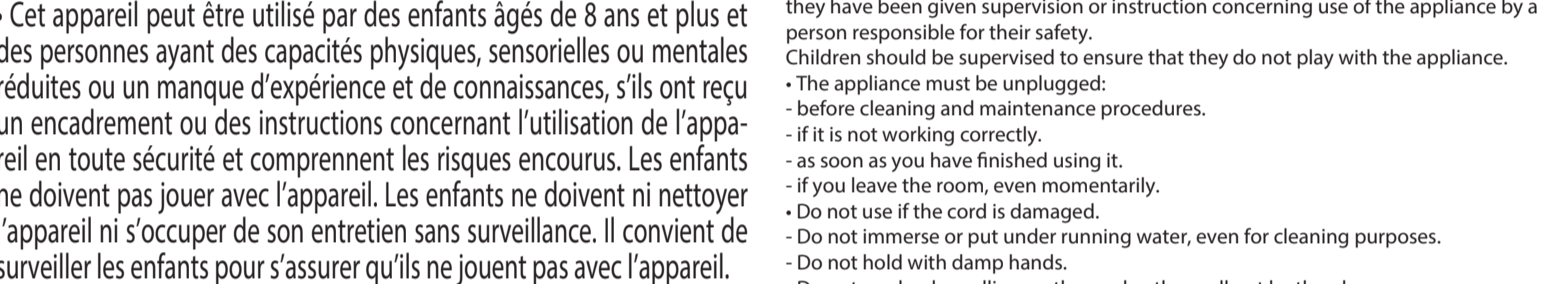 • Cet appareil peut être utilisé par des enfants âgés de 8 ans et plus et
des personnes ayant des capacités physiques, sensorielles ou mentales
réduites ou un manque d'expérience et de connaissances, s'ils ont reçu
un encadrement ou des instructions concernant l'utilisation de l'appa-
reil en toute sécurité et comprennent les risques encourus. Les enfants
ne doivent pas jouer avec l'appareil. Les enfants ne doivent ni nettoyer
l'appareil ni s'occuper de son entretien sans surveillance. Il convient de
surveiller les enfants pour s'assurer qu'ils ne jouent pas avec l'appareil.
they have been given supervision or instruction concerning use of the appliance by a
person responsible for their safety.
Children should be supervised to ensure that they do not play with the appliance.
• The appliance must be unplugged:
- before cleaning and maintenance procedures.
- if it is not working correctly.
- as soon as you have finished using it.
- if you leave the room, even momentarily.
• Do not use if the cord is damaged.
- Do not immerse or put under running water, even for cleaning purposes.
- Do not hold with damp hands.